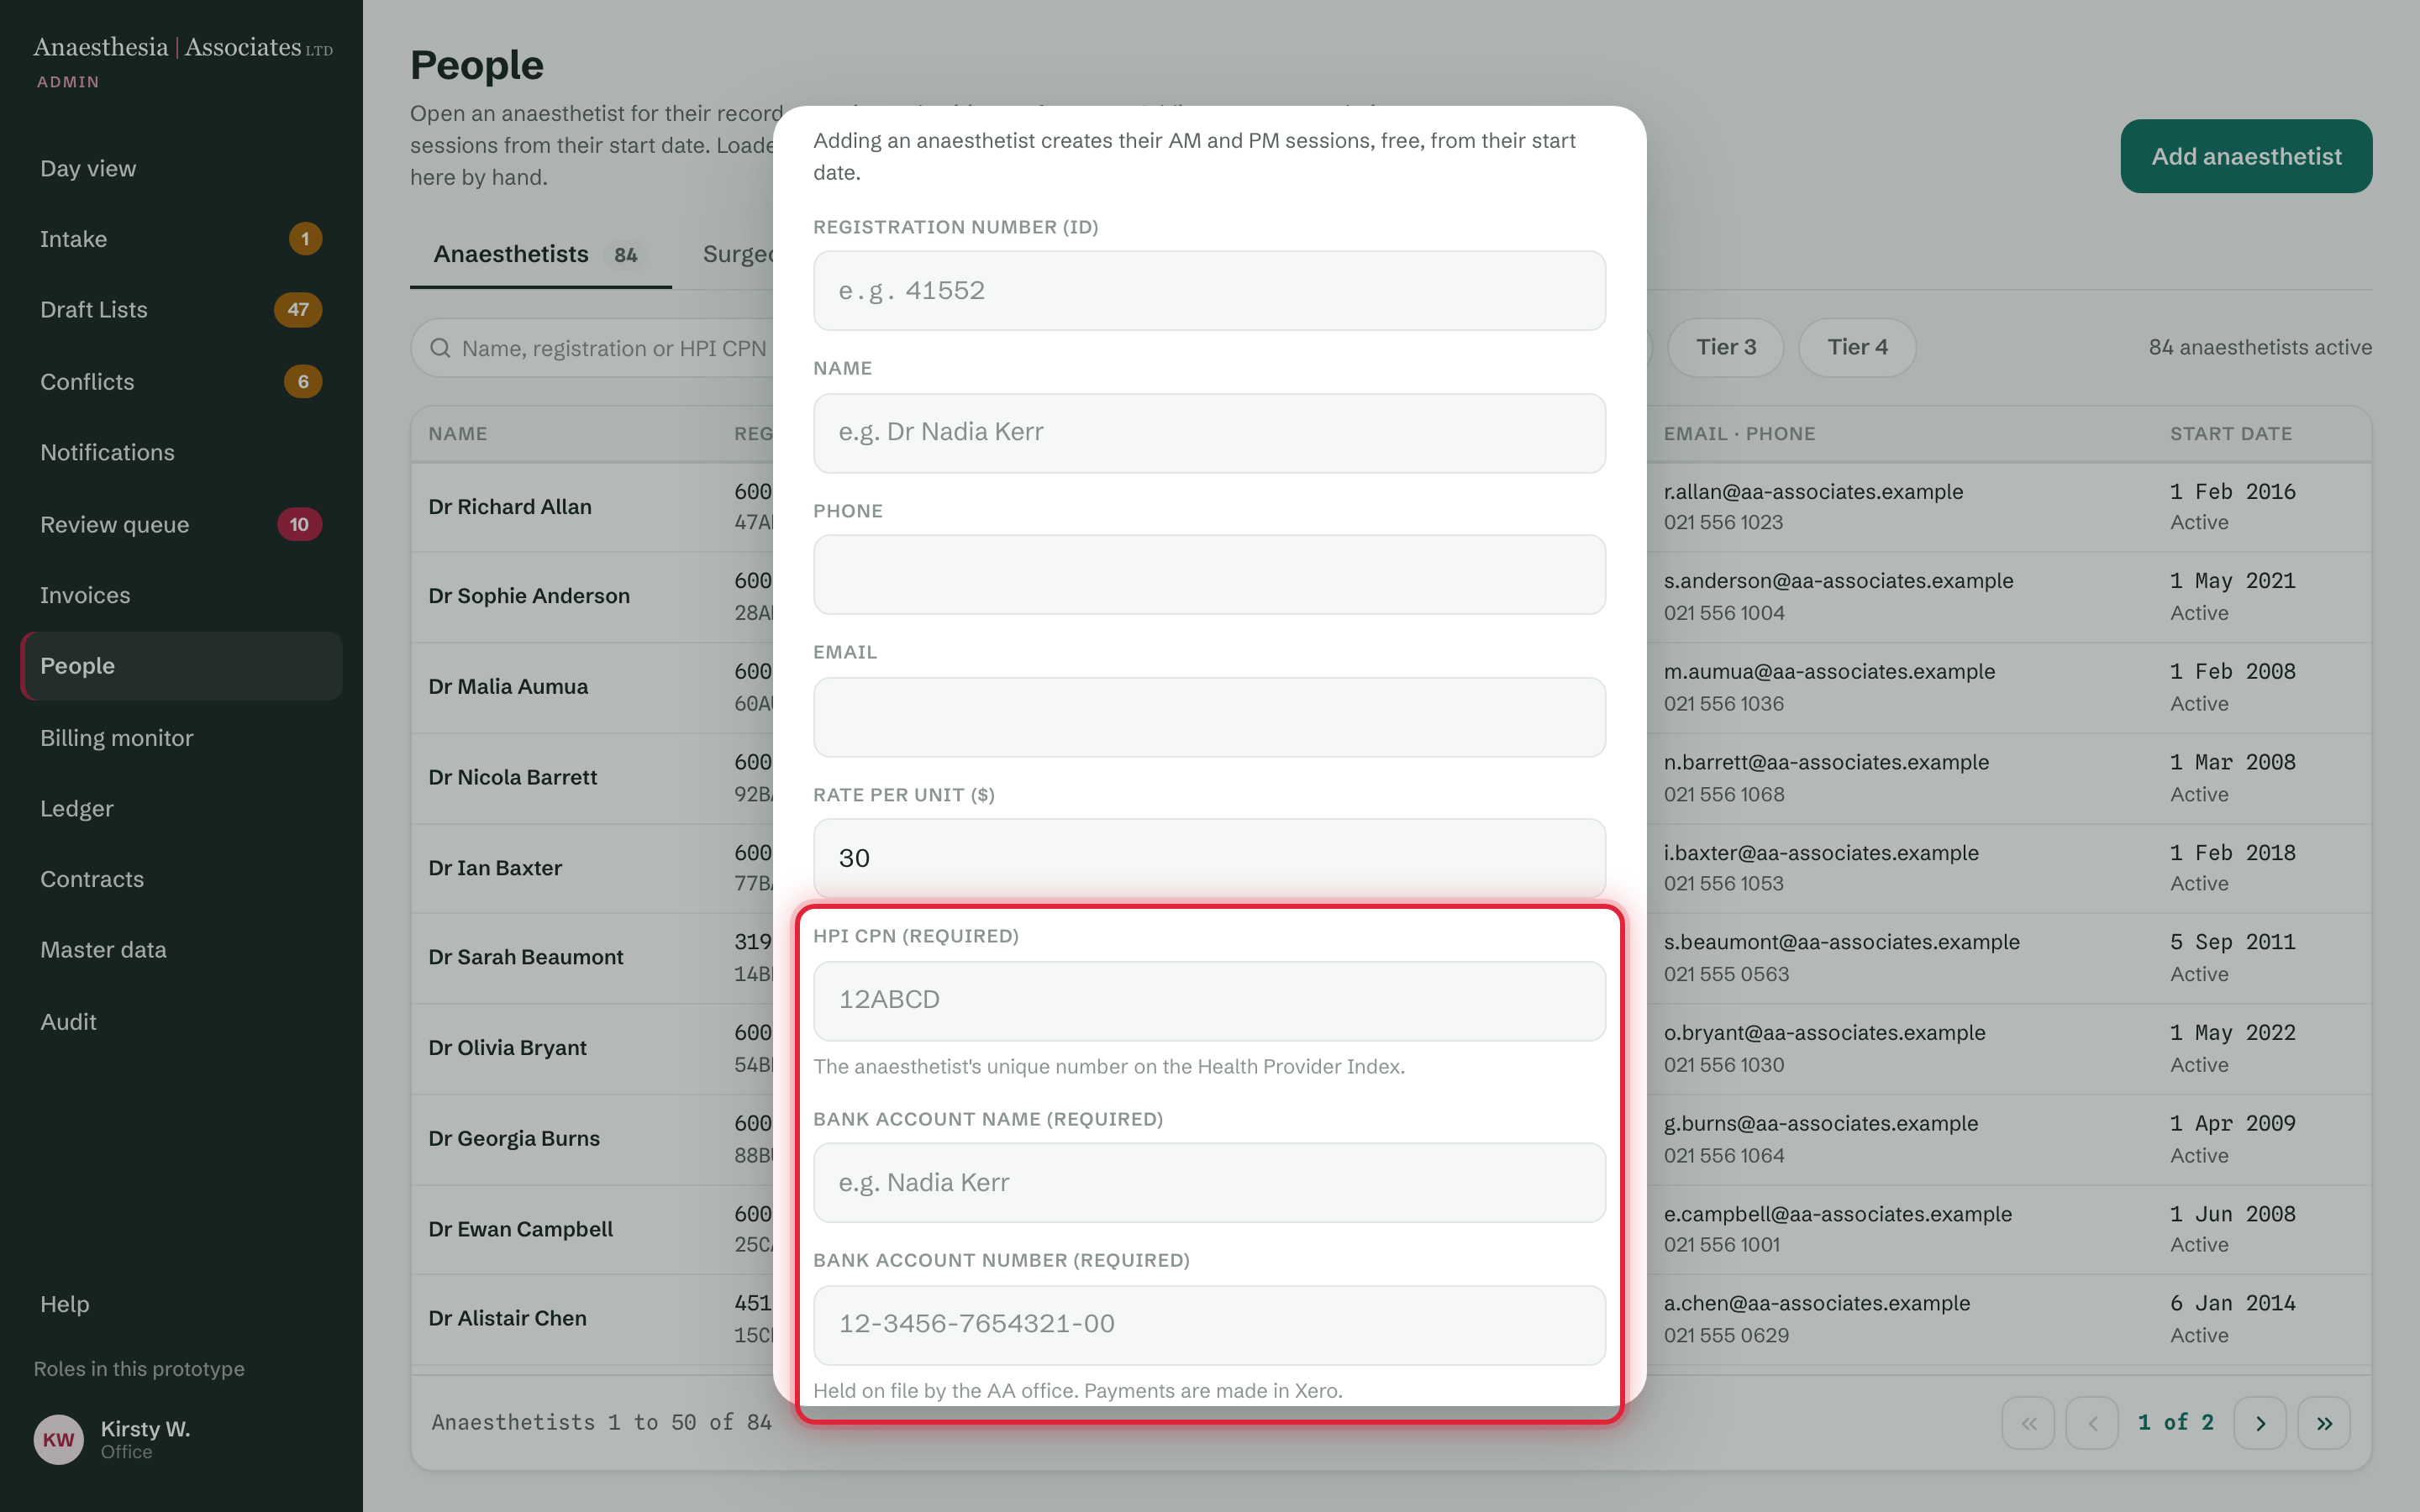 Anaesthesia | Associates LTD
ADMIN
Day view
Intake 1
Draft Lists 47
Conflicts 6
Notifications
Review queue 10
Invoices
People
Billing monitor
Ledger
Contracts
Master data
Audit
Help
Roles in this prototype
KW Kirsty W.
Office
People
Open an anaesthetist for their record
sessions from their start date.
here by hand.
Add anaesthetist
Anaesthetists 84
Name, registration or HPI CPN
Tier 3
Tier 4
84 anaesthetists active
NAME
EMAIL · PHONE
START DATE
Dr Richard Allan
600
r.allan@aa-associates.example
021 556 1023
1 Feb 2016
Active
Dr Sophie Anderson
600
s.anderson@aa-associates.example
021 556 1004
1 May 2021
Active
Dr Malia Aumua
600
m.aumua@aa-associates.example
021 556 1036
1 Feb 2008
Active
Dr Nicola Barrett
600
n.barrett@aa-associates.example
021 556 1068
1 Mar 2008
Active
Dr Ian Baxter
600
i.baxter@aa-associates.example
021 556 1053
1 Feb 2018
Active
Dr Sarah Beaumont
319
s.beaumont@aa-associates.example
021 555 0563
5 Sep 2011
Active
Dr Olivia Bryant
600
o.bryant@aa-associates.example
021 556 1030
1 May 2022
Active
Dr Georgia Burns
600
g.burns@aa-associates.example
021 556 1064
1 Apr 2009
Active
Dr Ewan Campbell
600
e.campbell@aa-associates.example
021 556 1001
1 Jun 2008
Active
Dr Alistair Chen
451
a.chen@aa-associates.example
021 555 0629
6 Jan 2014
Active
Anaesthetists 1 to 50 of 84
« ‹ 1 of 2 › »
Adding an anaesthetist creates their AM and PM sessions, free, from their start
date.
REGISTRATION NUMBER (ID)
e.g. 41552
NAME
e.g. Dr Nadia Kerr
PHONE
EMAIL
RATE PER UNIT ($)
30
HPI CPN (REQUIRED)
12ABCD
The anaesthetist's unique number on the Health Provider Index.
BANK ACCOUNT NAME (REQUIRED)
e.g. Nadia Kerr
BANK ACCOUNT NUMBER (REQUIRED)
12-3456-7654321-00
Held on file by the AA office. Payments are made in Xero.